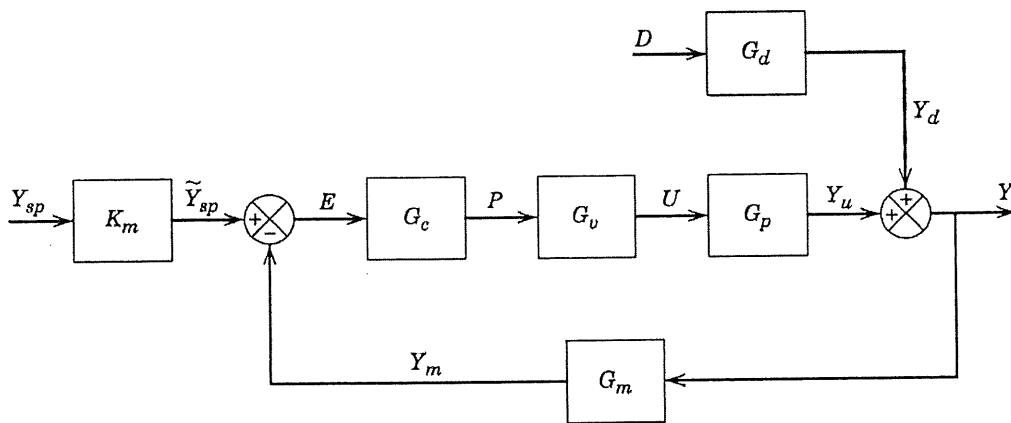 D
G_d
Y_d
Y_sp
K_m
Ỹ_sp
+
−
E
G_c
P
G_v
U
G_p
Y_u
+
+
Y
Y_m
G_m